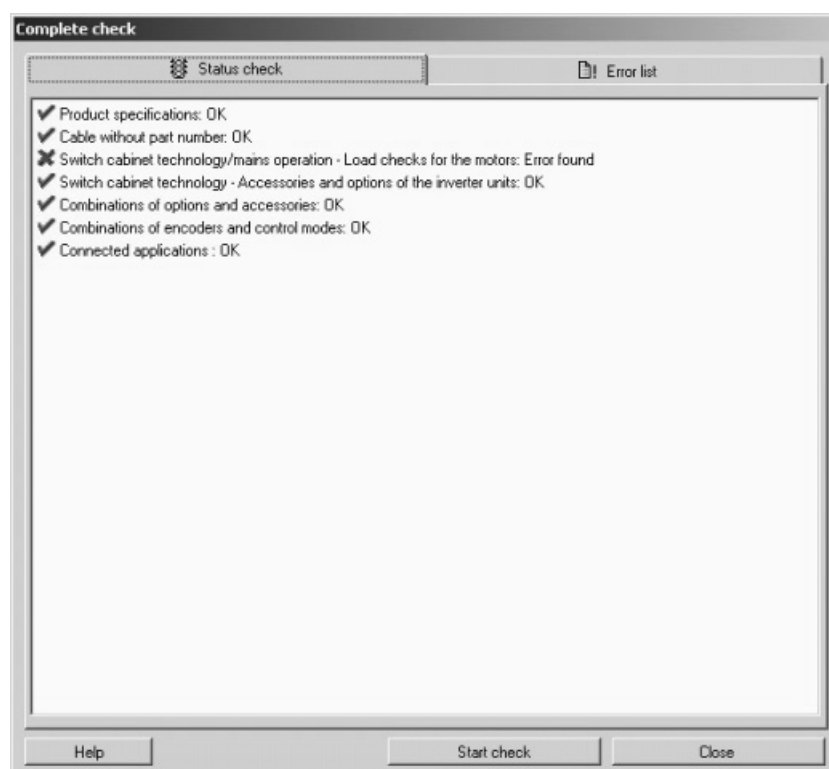 Complete check
Status check
Error list
Product specifications: OK
Cable without part number: OK
Switch cabinet technology/mains operation - Load checks for the motors: Error found
Switch cabinet technology - Accessories and options of the inverter units: OK
Combinations of options and accessories: OK
Combinations of encoders and control modes: OK
Connected applications : OK
Help
Start check
Close